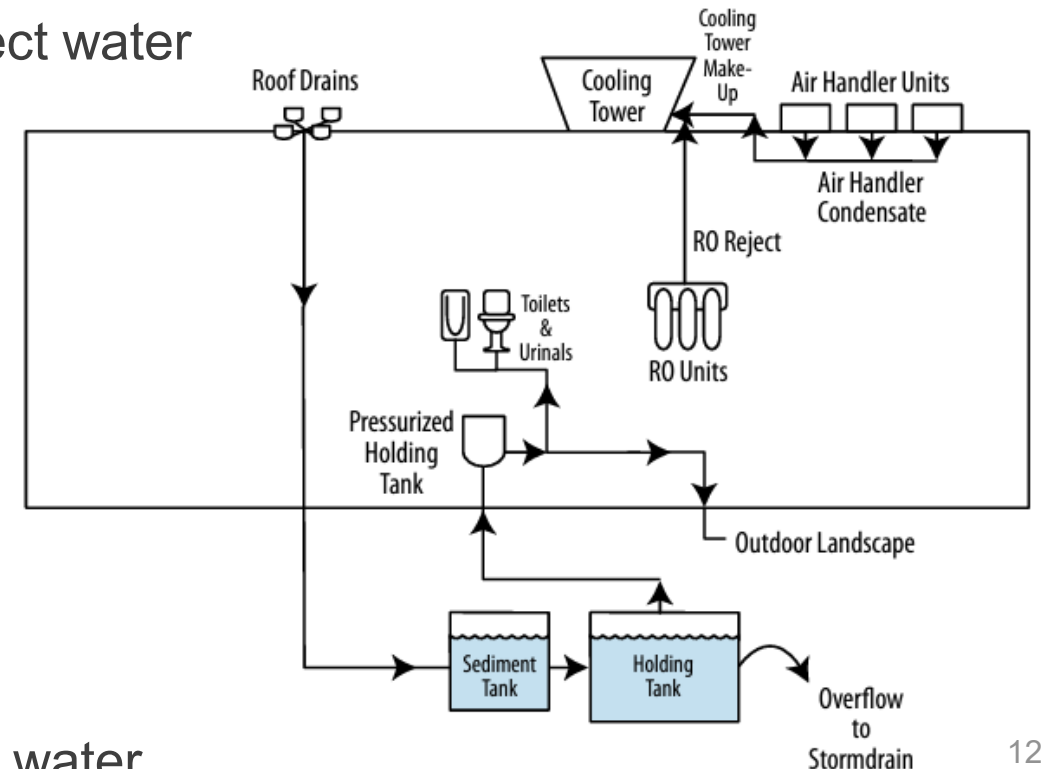 ect water
Roof Drains
Cooling
Tower
Cooling
Tower
Make-
Up
Air Handler Units
Air Handler
Condensate
RO Reject
RO Units
Toilets
&
Urinals
Pressurized
Holding
Tank
Outdoor Landscape
Sediment
Tank
Holding
Tank
Overflow
to
Stormdrain
water
12